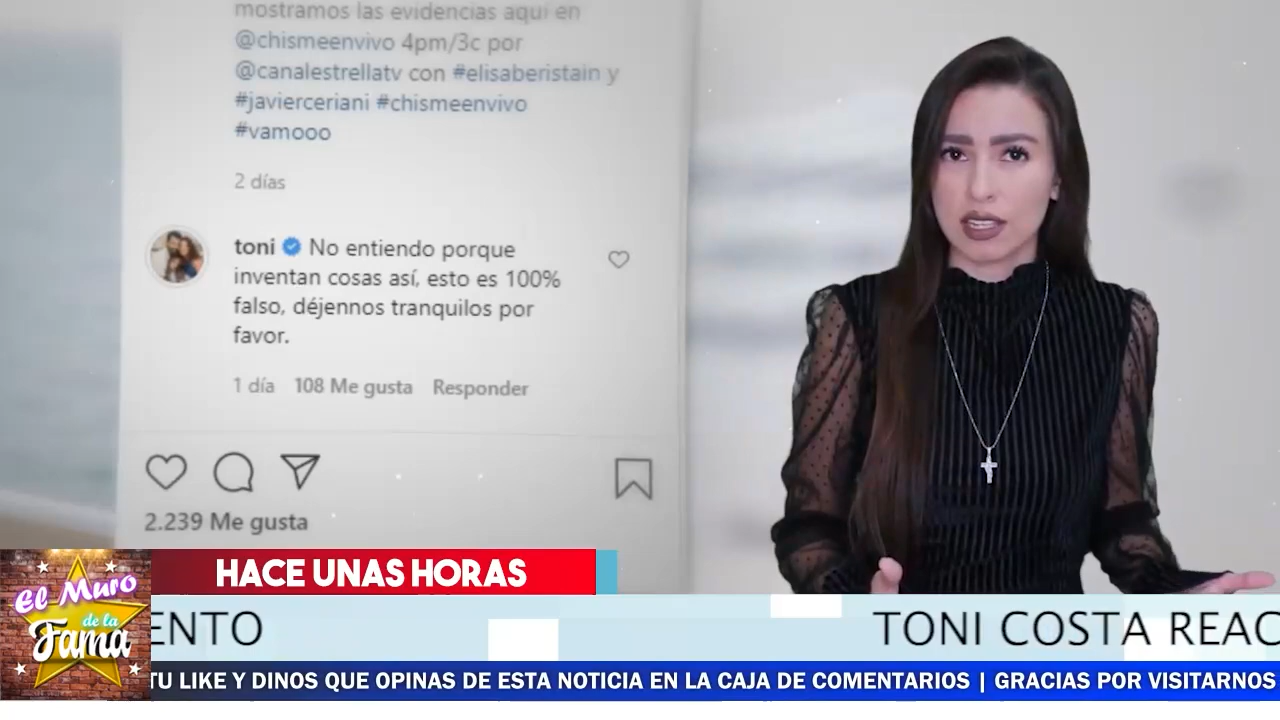 mostramos las evidencias aquí en
@chismeenvivo 4pm/3c por
@canalestrellatv con #elisaberistain y
#javierceriani #chismeenvivo
#vamooo
2 días
toni No entiendo porque
inventan cosas así, esto es 100%
falso, déjennos tranquilos por
favor.
1 día 108 Me gusta Responder
2.239 Me gusta
HACE UNAS HORAS
El Muro
de la
Fama
ENTO TONI COSTA REAC
TU LIKE Y DINOS QUE OPINAS DE ESTA NOTICIA EN LA CAJA DE COMENTARIOS | GRACIAS POR VISITARNOS